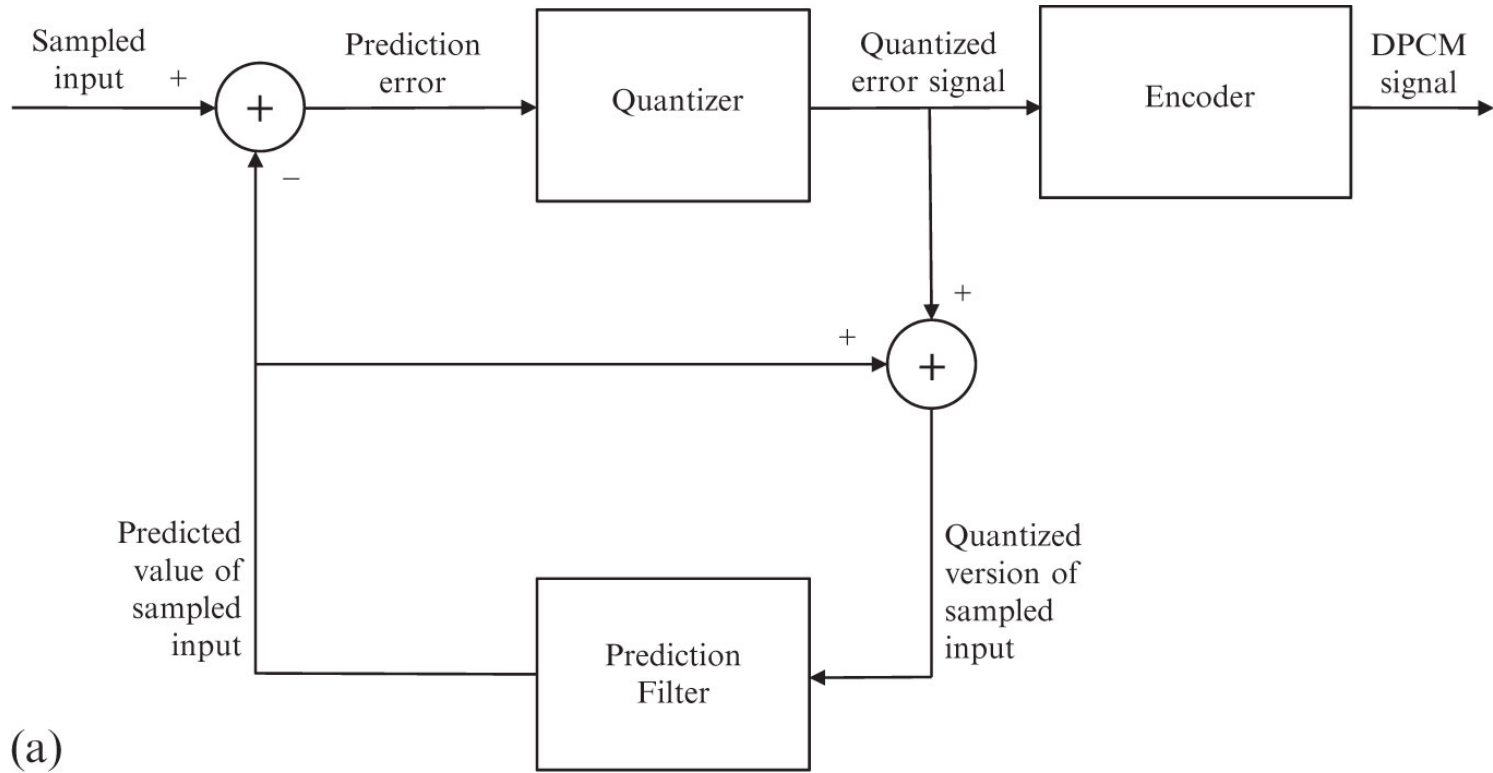 Sampled
input
+
+
−
Prediction
error
Quantizer
Quantized
error signal
Encoder
DPCM
signal
+
+
+
Predicted
value of
sampled
input
Prediction
Filter
Quantized
version of
sampled
input
(a)